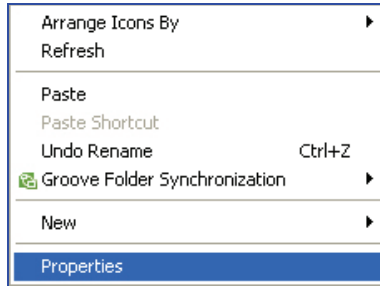 Arrange Icons By
Refresh
Paste
Paste Shortcut
Undo Rename Ctrl+Z
Groove Folder Synchronization
New
Properties